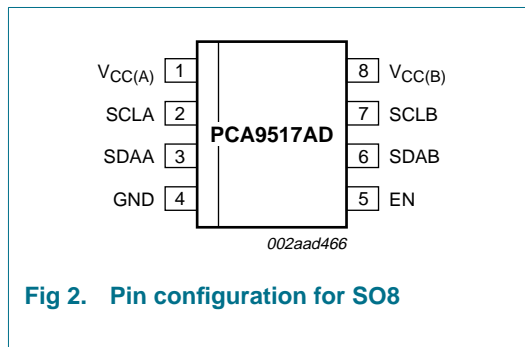 VCC(A) 1 8 VCC(B)
SCLA 2 7 SCLB
PCA9517AD
SDAA 3 6 SDAB
GND 4 5 EN
002aad466
Fig 2. Pin configuration for SO8